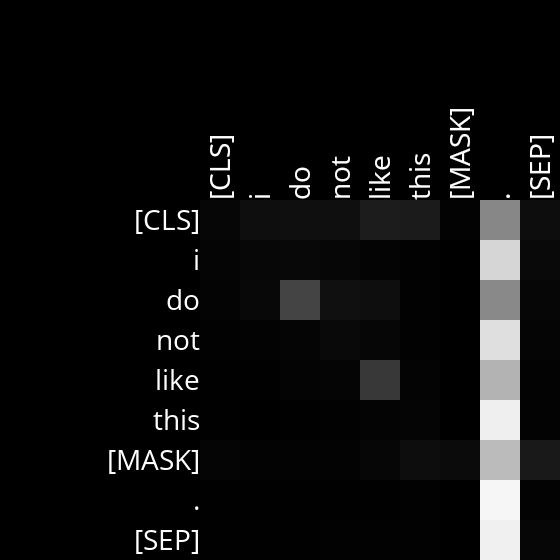 [CLS] i do not like this [MASK] . [SEP]
[CLS]
i
do
not
like
this
[MASK]
.
[SEP]